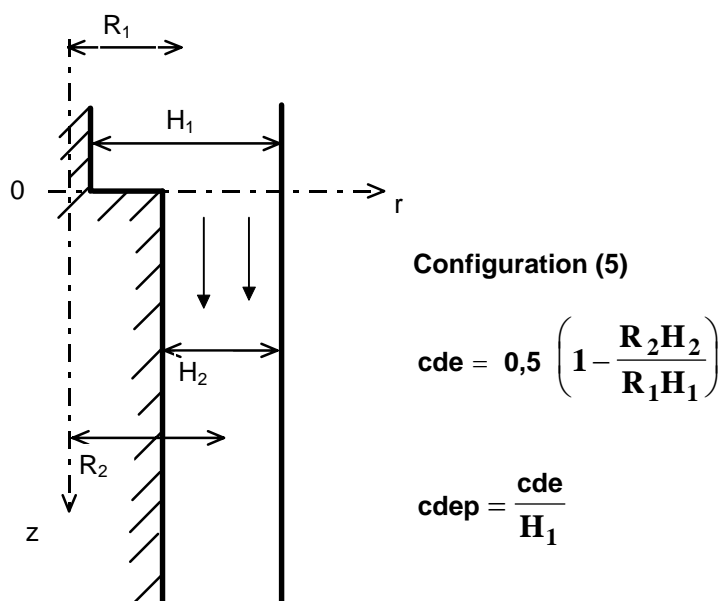 R₁
H₁
0
r
Configuration (5)
cde = 0,5 (1 − R₂H₂ / R₁H₁)
H₂
R₂
cdep = cde / H₁
z